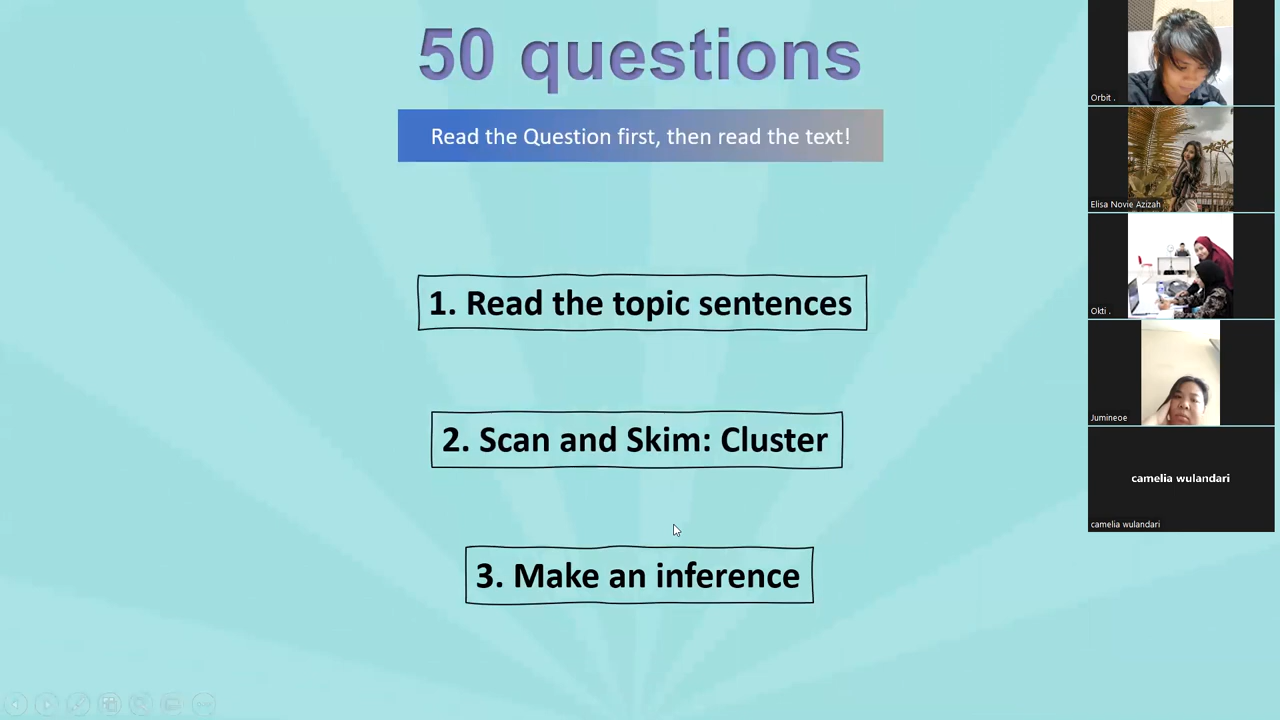 50 questions
Read the Question first, then read the text!
1. Read the topic sentences
2. Scan and Skim: Cluster
3. Make an inference
Orbit .
Elisa Novie Azizah
Okti .
Jumineoe
camelia wulandari
camelia wulandari